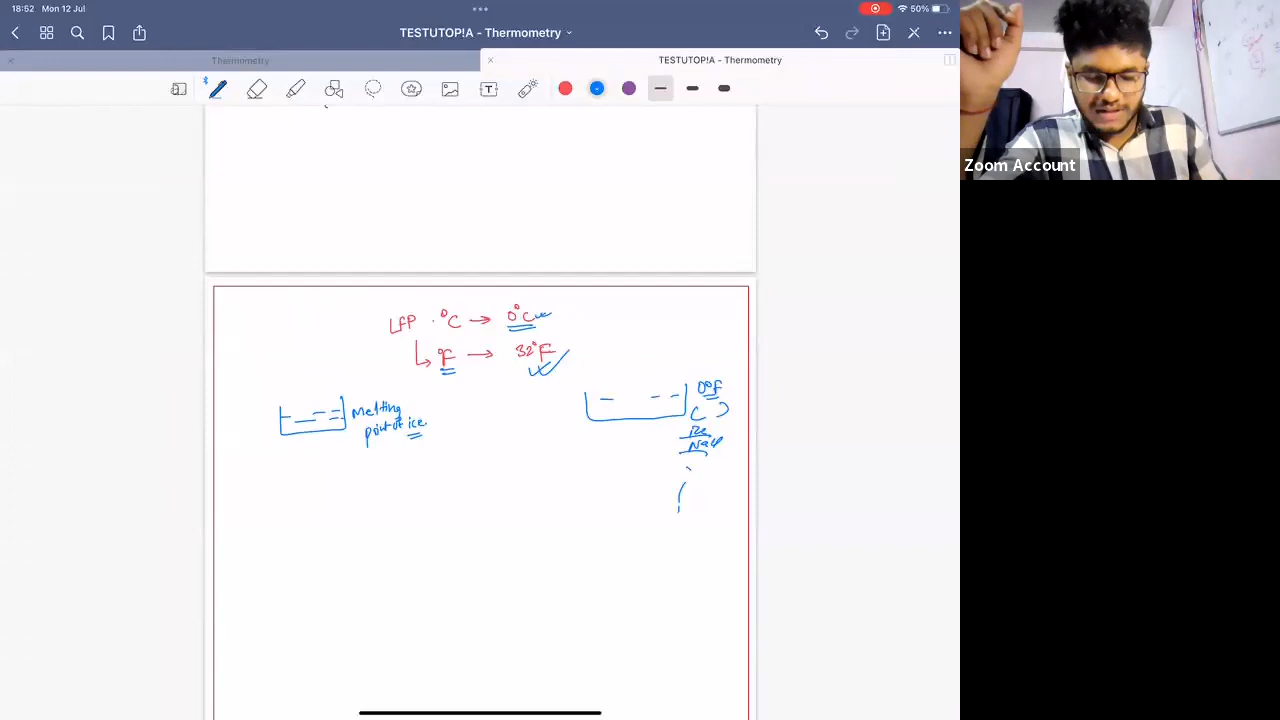 18:52 Mon 12 Jul
50%
TESTUTOP!A - Thermometry
Thermometry
TESTUTOP!A - Thermometry
T
Zoom Account
LFP . °C → 0°C
°F → 32°F
Melting
point of ice
0°F
Ice
NaCl